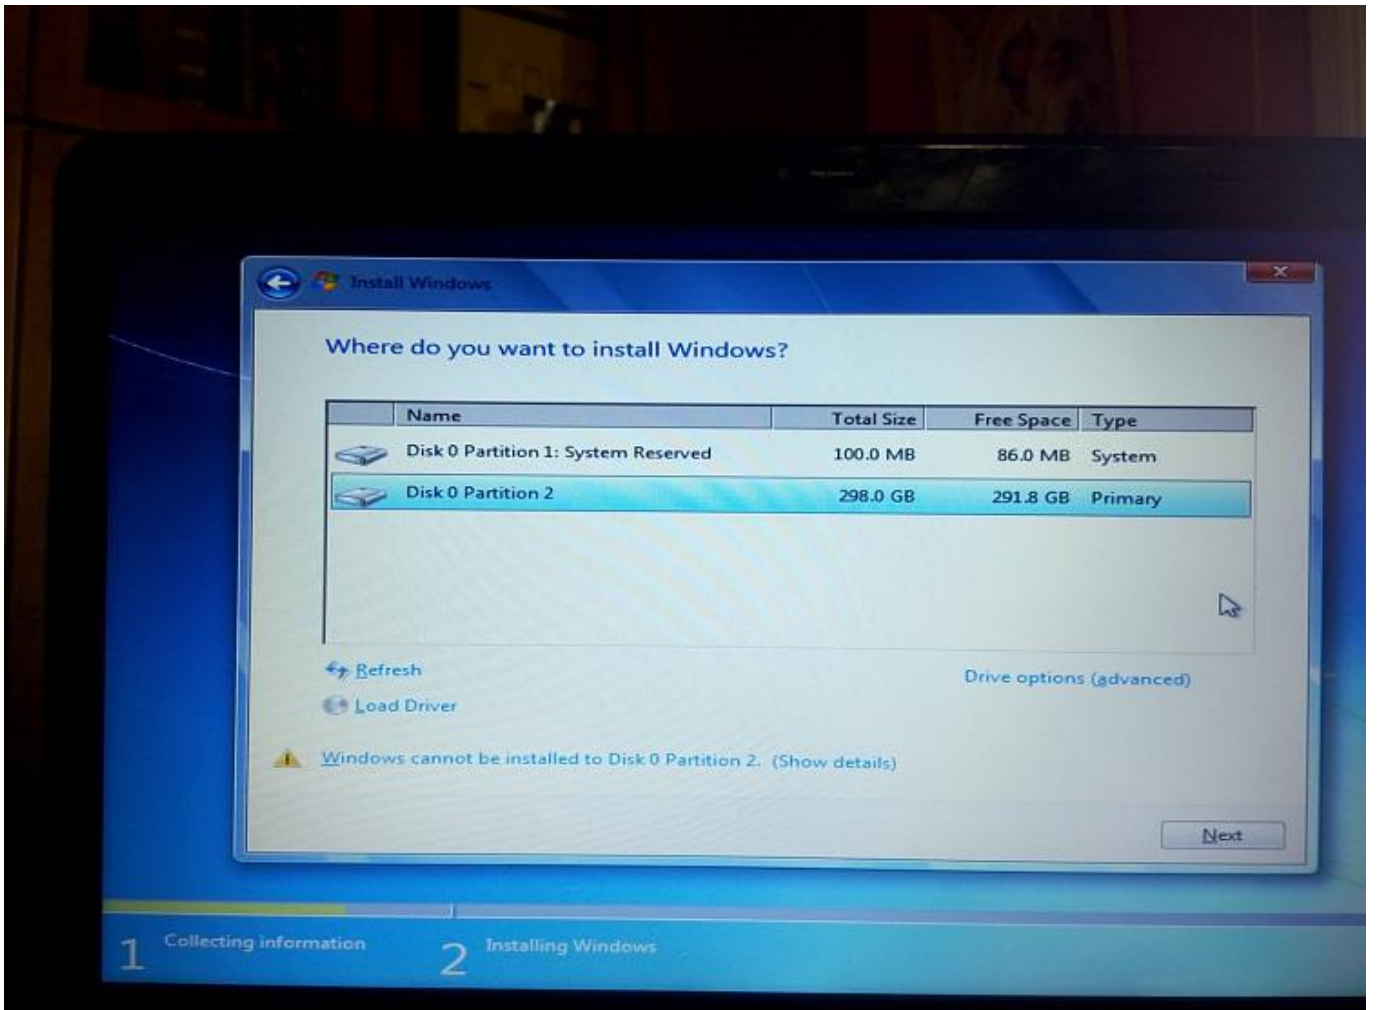 Install Windows
Where do you want to install Windows?
Name Total Size Free Space Type
Disk 0 Partition 1: System Reserved 100.0 MB 86.0 MB System
Disk 0 Partition 2 298.0 GB 291.8 GB Primary
Refresh
Drive options (advanced)
Load Driver
Windows cannot be installed to Disk 0 Partition 2. (Show details)
Next
1 Collecting information
2 Installing Windows